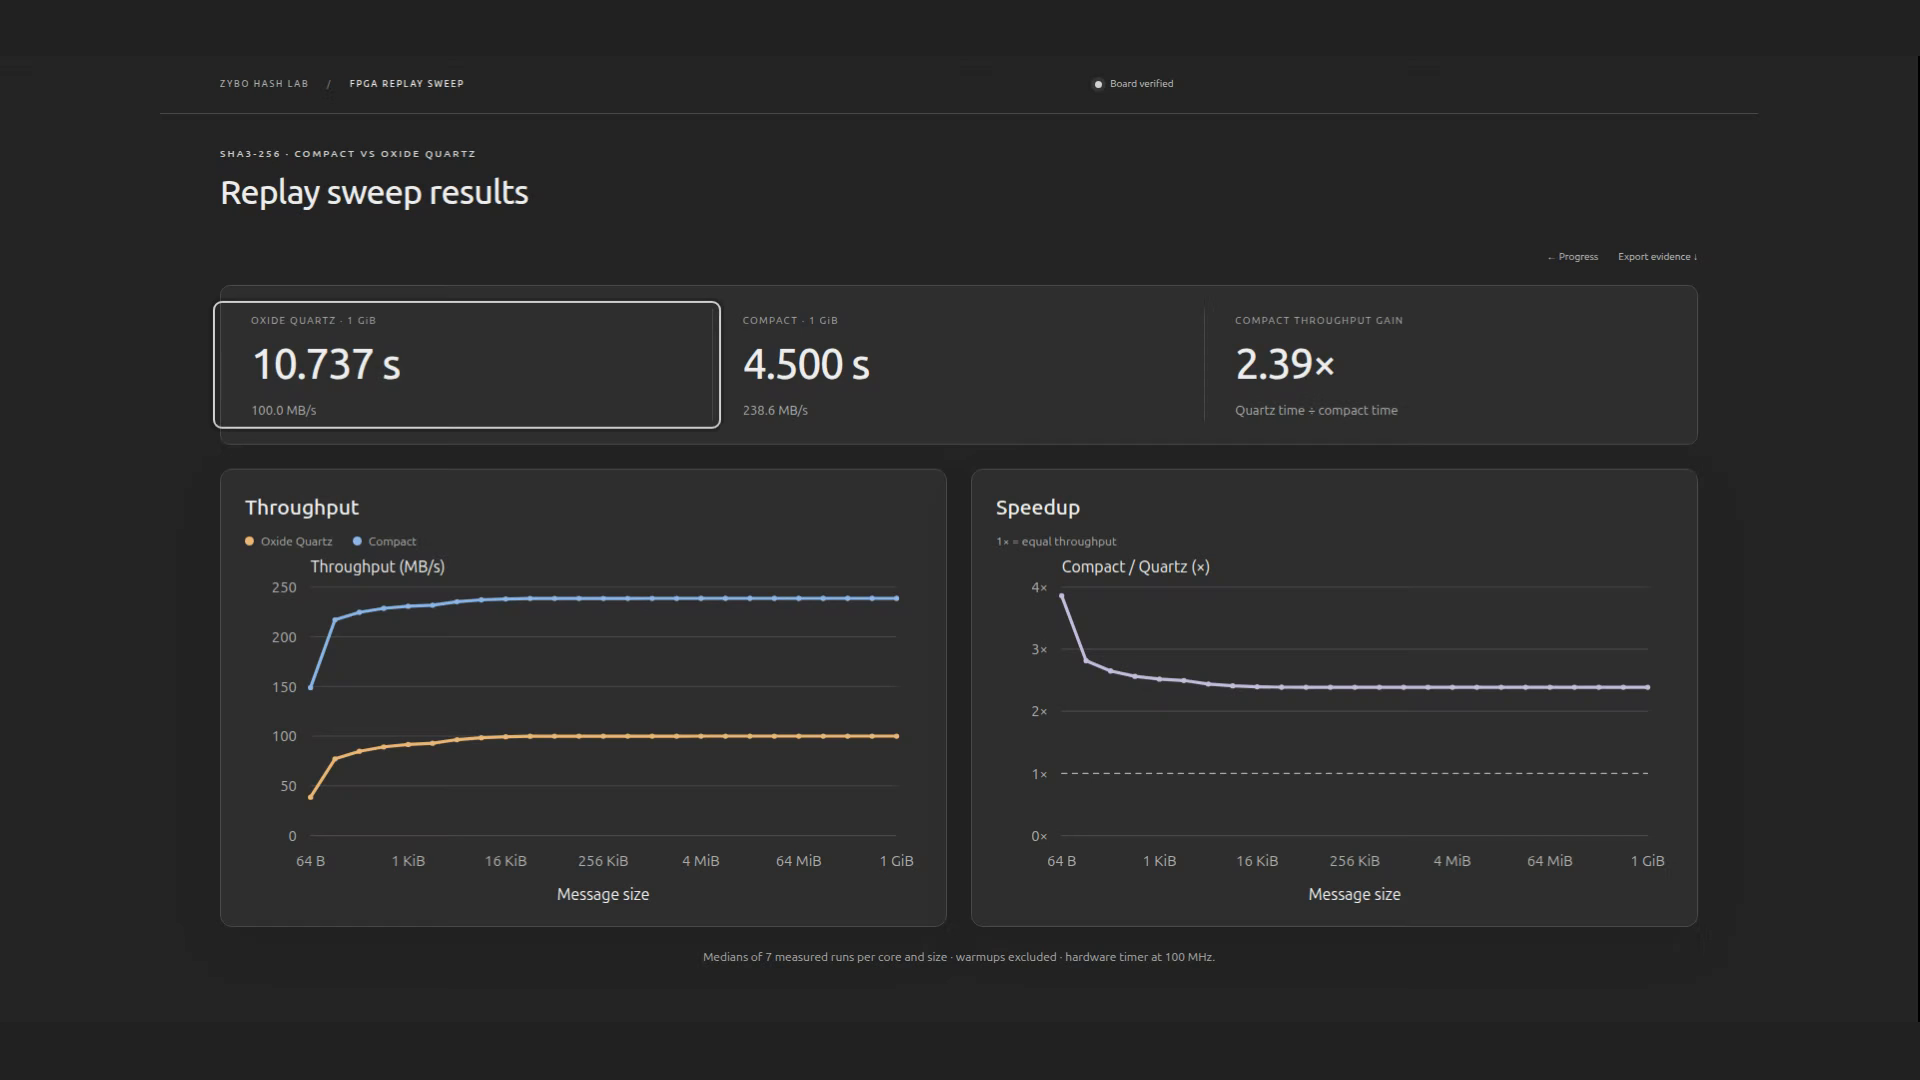 ZYBO HASH LAB / FPGA REPLAY SWEEP
Board verified
SHA3-256 · COMPACT VS OXIDE QUARTZ
Replay sweep results
← Progress Export evidence ↓
OXIDE QUARTZ · 1 GiB
10.737 s
100.0 MB/s
COMPACT · 1 GiB
4.500 s
238.6 MB/s
COMPACT THROUGHPUT GAIN
2.39×
Quartz time ÷ compact time
Throughput
Oxide Quartz Compact
Throughput (MB/s)
250
200
150
100
50
0
64 B 1 KiB 16 KiB 256 KiB 4 MiB 64 MiB 1 GiB
Message size
Speedup
1× = equal throughput
Compact / Quartz (×)
4×
3×
2×
1×
0×
64 B 1 KiB 16 KiB 256 KiB 4 MiB 64 MiB 1 GiB
Message size
Medians of 7 measured runs per core and size · warmups excluded · hardware timer at 100 MHz.